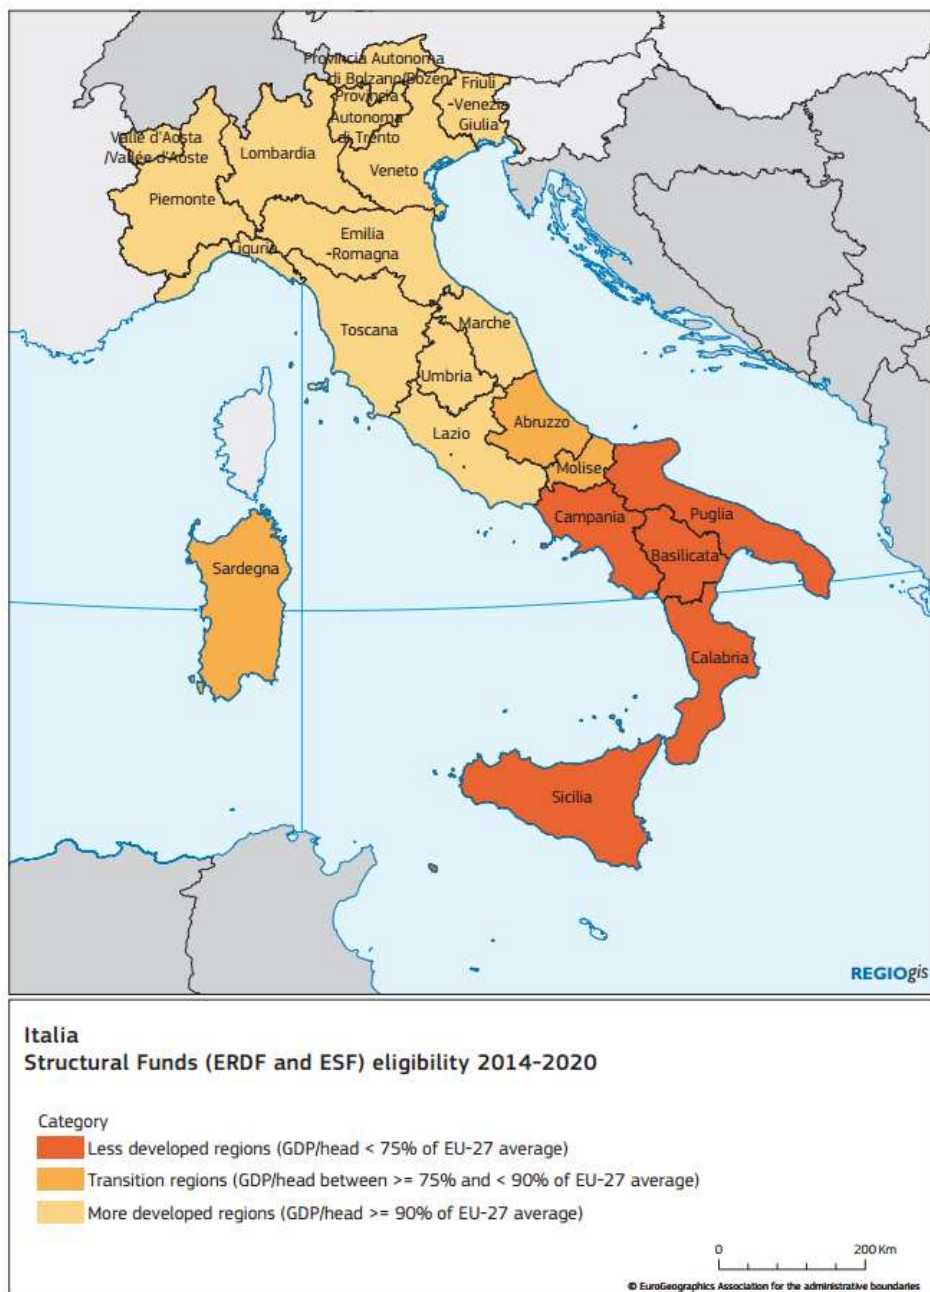 Provincia Autonoma
di Bolzano/Bozen
Friuli
-Venezia
Giulia
Provincia
Autonoma
di Trento
Valle d'Aosta
/Vallée d'Aoste
Lombardia
Veneto
Piemonte
Emilia
-Romagna
Liguria
Toscana
Marche
Umbria
Abruzzo
Lazio
Molise
Campania
Puglia
Basilicata
Sardegna
Calabria
Sicilia
REGIOgis
Italia
Structural Funds (ERDF and ESF) eligibility 2014-2020
Category
Less developed regions (GDP/head < 75% of EU-27 average)
Transition regions (GDP/head between >= 75% and < 90% of EU-27 average)
More developed regions (GDP/head >= 90% of EU-27 average)
0 200 Km
© EuroGeographics Association for the administrative boundaries